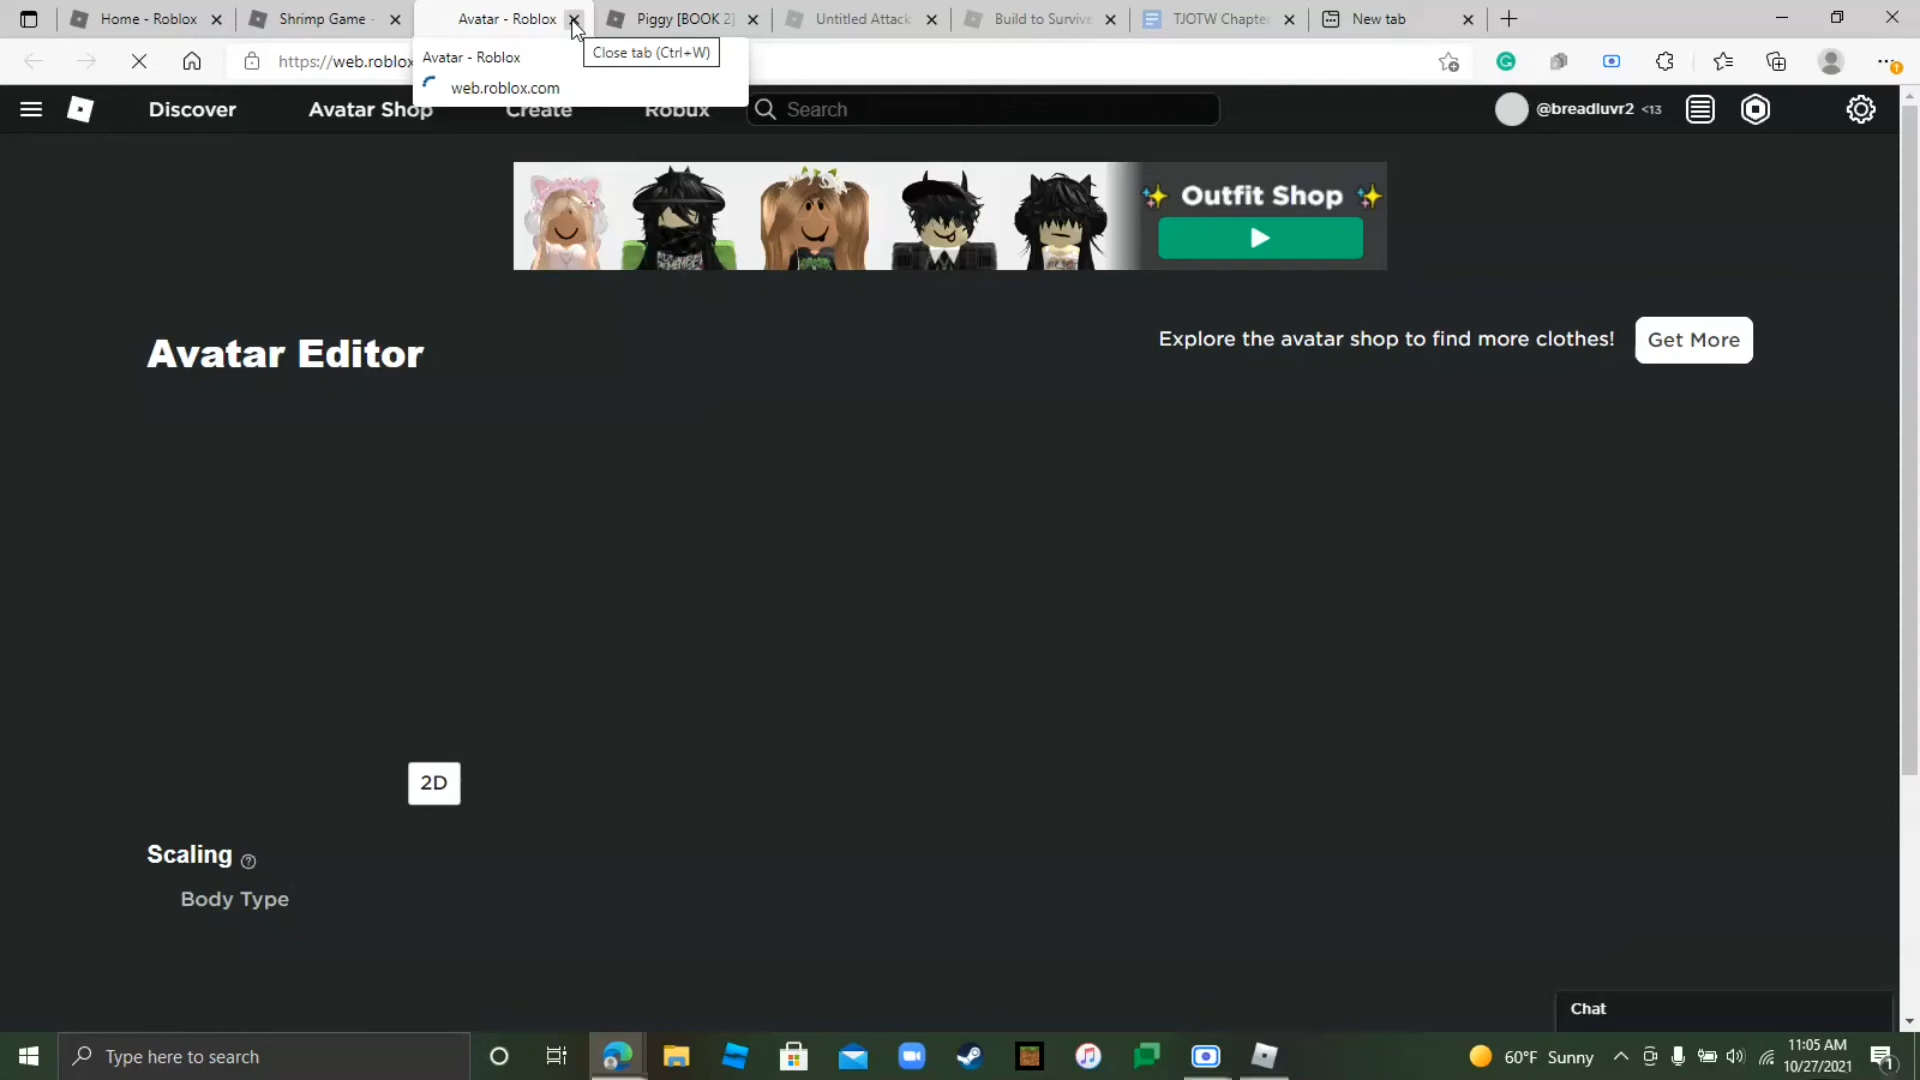 Home - Roblox
Shrimp Game -
Avatar - Roblox
Piggy [BOOK 2]
Untitled Attack
Build to Survive
TJOTW Chapte
New tab
https://web.roblox
Avatar - Roblox
web.roblox.com
Close tab (Ctrl+W)
Discover
Avatar Shop
Create
Robux
Search
@breadluvr2 <13
✨ Outfit Shop ✨
Avatar Editor
Explore the avatar shop to find more clothes!
Get More
2D
Scaling
Body Type
Chat
Type here to search
60°F Sunny
11:05 AM
10/27/2021
1